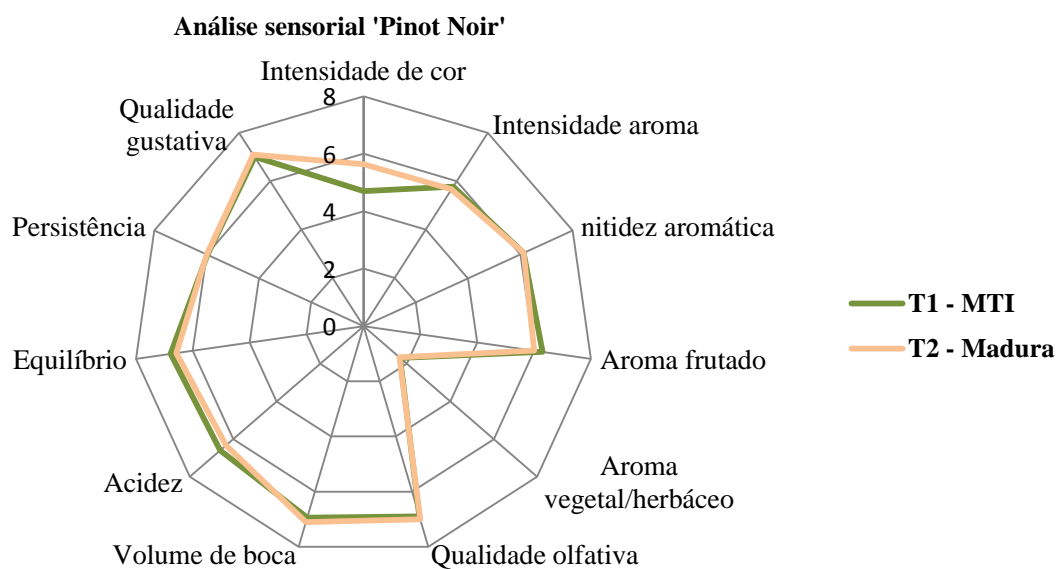 Análise sensorial 'Pinot Noir'
Intensidade de cor
Intensidade aroma
nitidez aromática
Aroma frutado
Aroma
vegetal/herbáceo
Qualidade olfativa
Volume de boca
Acidez
Equilíbrio
Persistência
Qualidade
gustativa
8
6
4
2
0
T1 - MTI
T2 - Madura